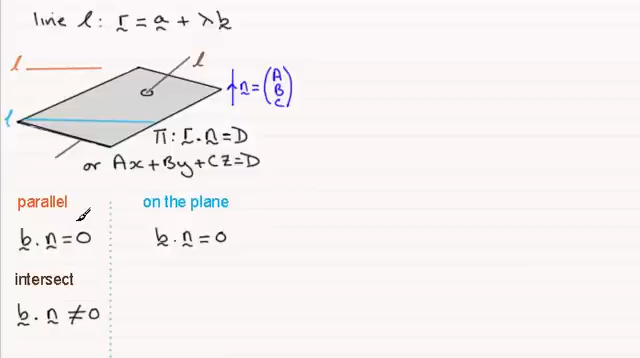 line l: r = a + λb
l
l
n = (A B C)
l
Π: r . n = D
or Ax + By + Cz = D
parallel
on the plane
b . n = 0
b . n = 0
intersect
b . n ≠ 0